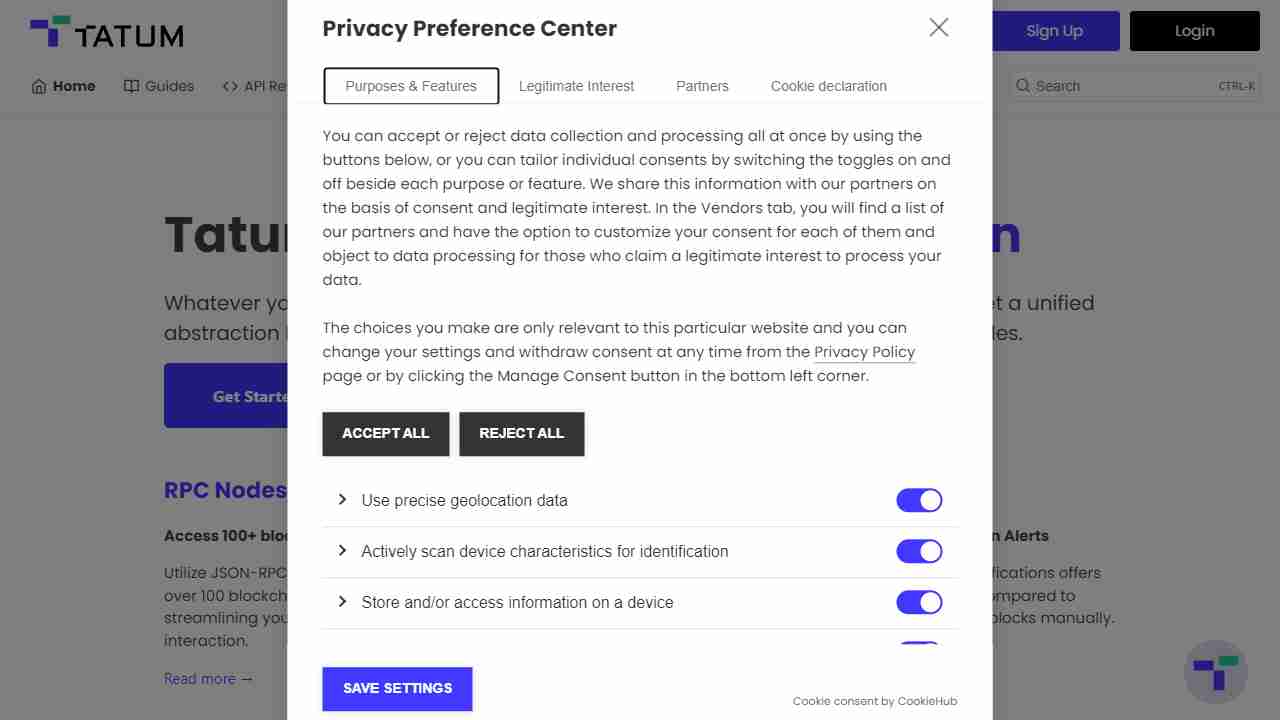 TATUM
Sign Up
Login
Home
Guides
API Re
Search
CTRL-K
Privacy Preference Center
Purposes & Features
Legitimate Interest
Partners
Cookie declaration
You can accept or reject data collection and processing all at once by using the
buttons below, or you can tailor individual consents by switching the toggles on and
off beside each purpose or feature. We share this information with our partners on
the basis of consent and legitimate interest. In the Vendors tab, you will find a list of
our partners and have the option to customize your consent for each of them and
object to data processing for those who claim a legitimate interest to process your
data.
The choices you make are only relevant to this particular website and you can
change your settings and withdraw consent at any time from the Privacy Policy
page or by clicking the Manage Consent button in the bottom left corner.
ACCEPT ALL
REJECT ALL
Use precise geolocation data
Actively scan device characteristics for identification
Store and/or access information on a device
SAVE SETTINGS
Cookie consent by CookieHub
Tatum
n
Whatever yo
et a unified
abstraction l
les.
Get Starte
RPC Nodes
Access 100+ bloc
n Alerts
Utilize JSON-RPC
fications offers
over 100 blockch
ompared to
streamlining you
blocks manually.
interaction.
Read more →